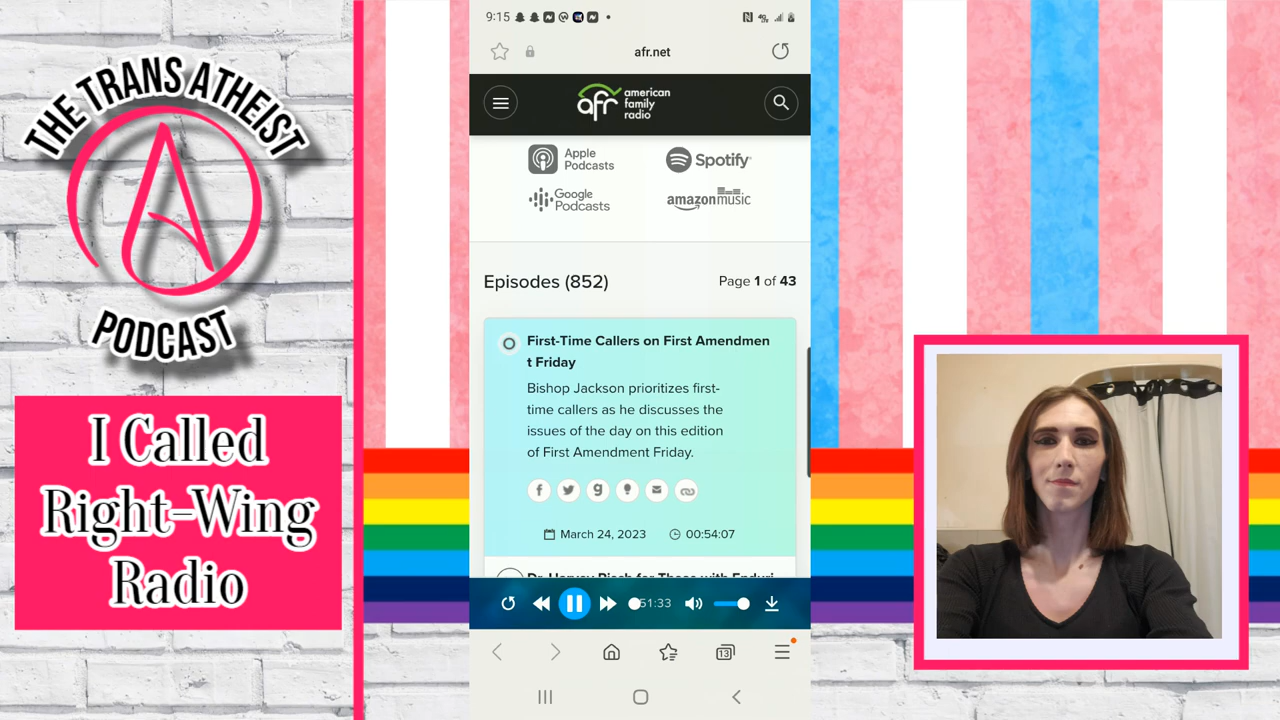 THE TRANS ATHEIST
PODCAST
I Called
Right-Wing
Radio
9:15
afr.net
afr american
family
radio
Apple
Podcasts
Spotify
Google
Podcasts
amazon music
Episodes (852)
Page 1 of 43
First-Time Callers on First Amendmen
t Friday
Bishop Jackson prioritizes first-
time callers as he discusses the
issues of the day on this edition
of First Amendment Friday.
March 24, 2023
00:54:07
51:33
13